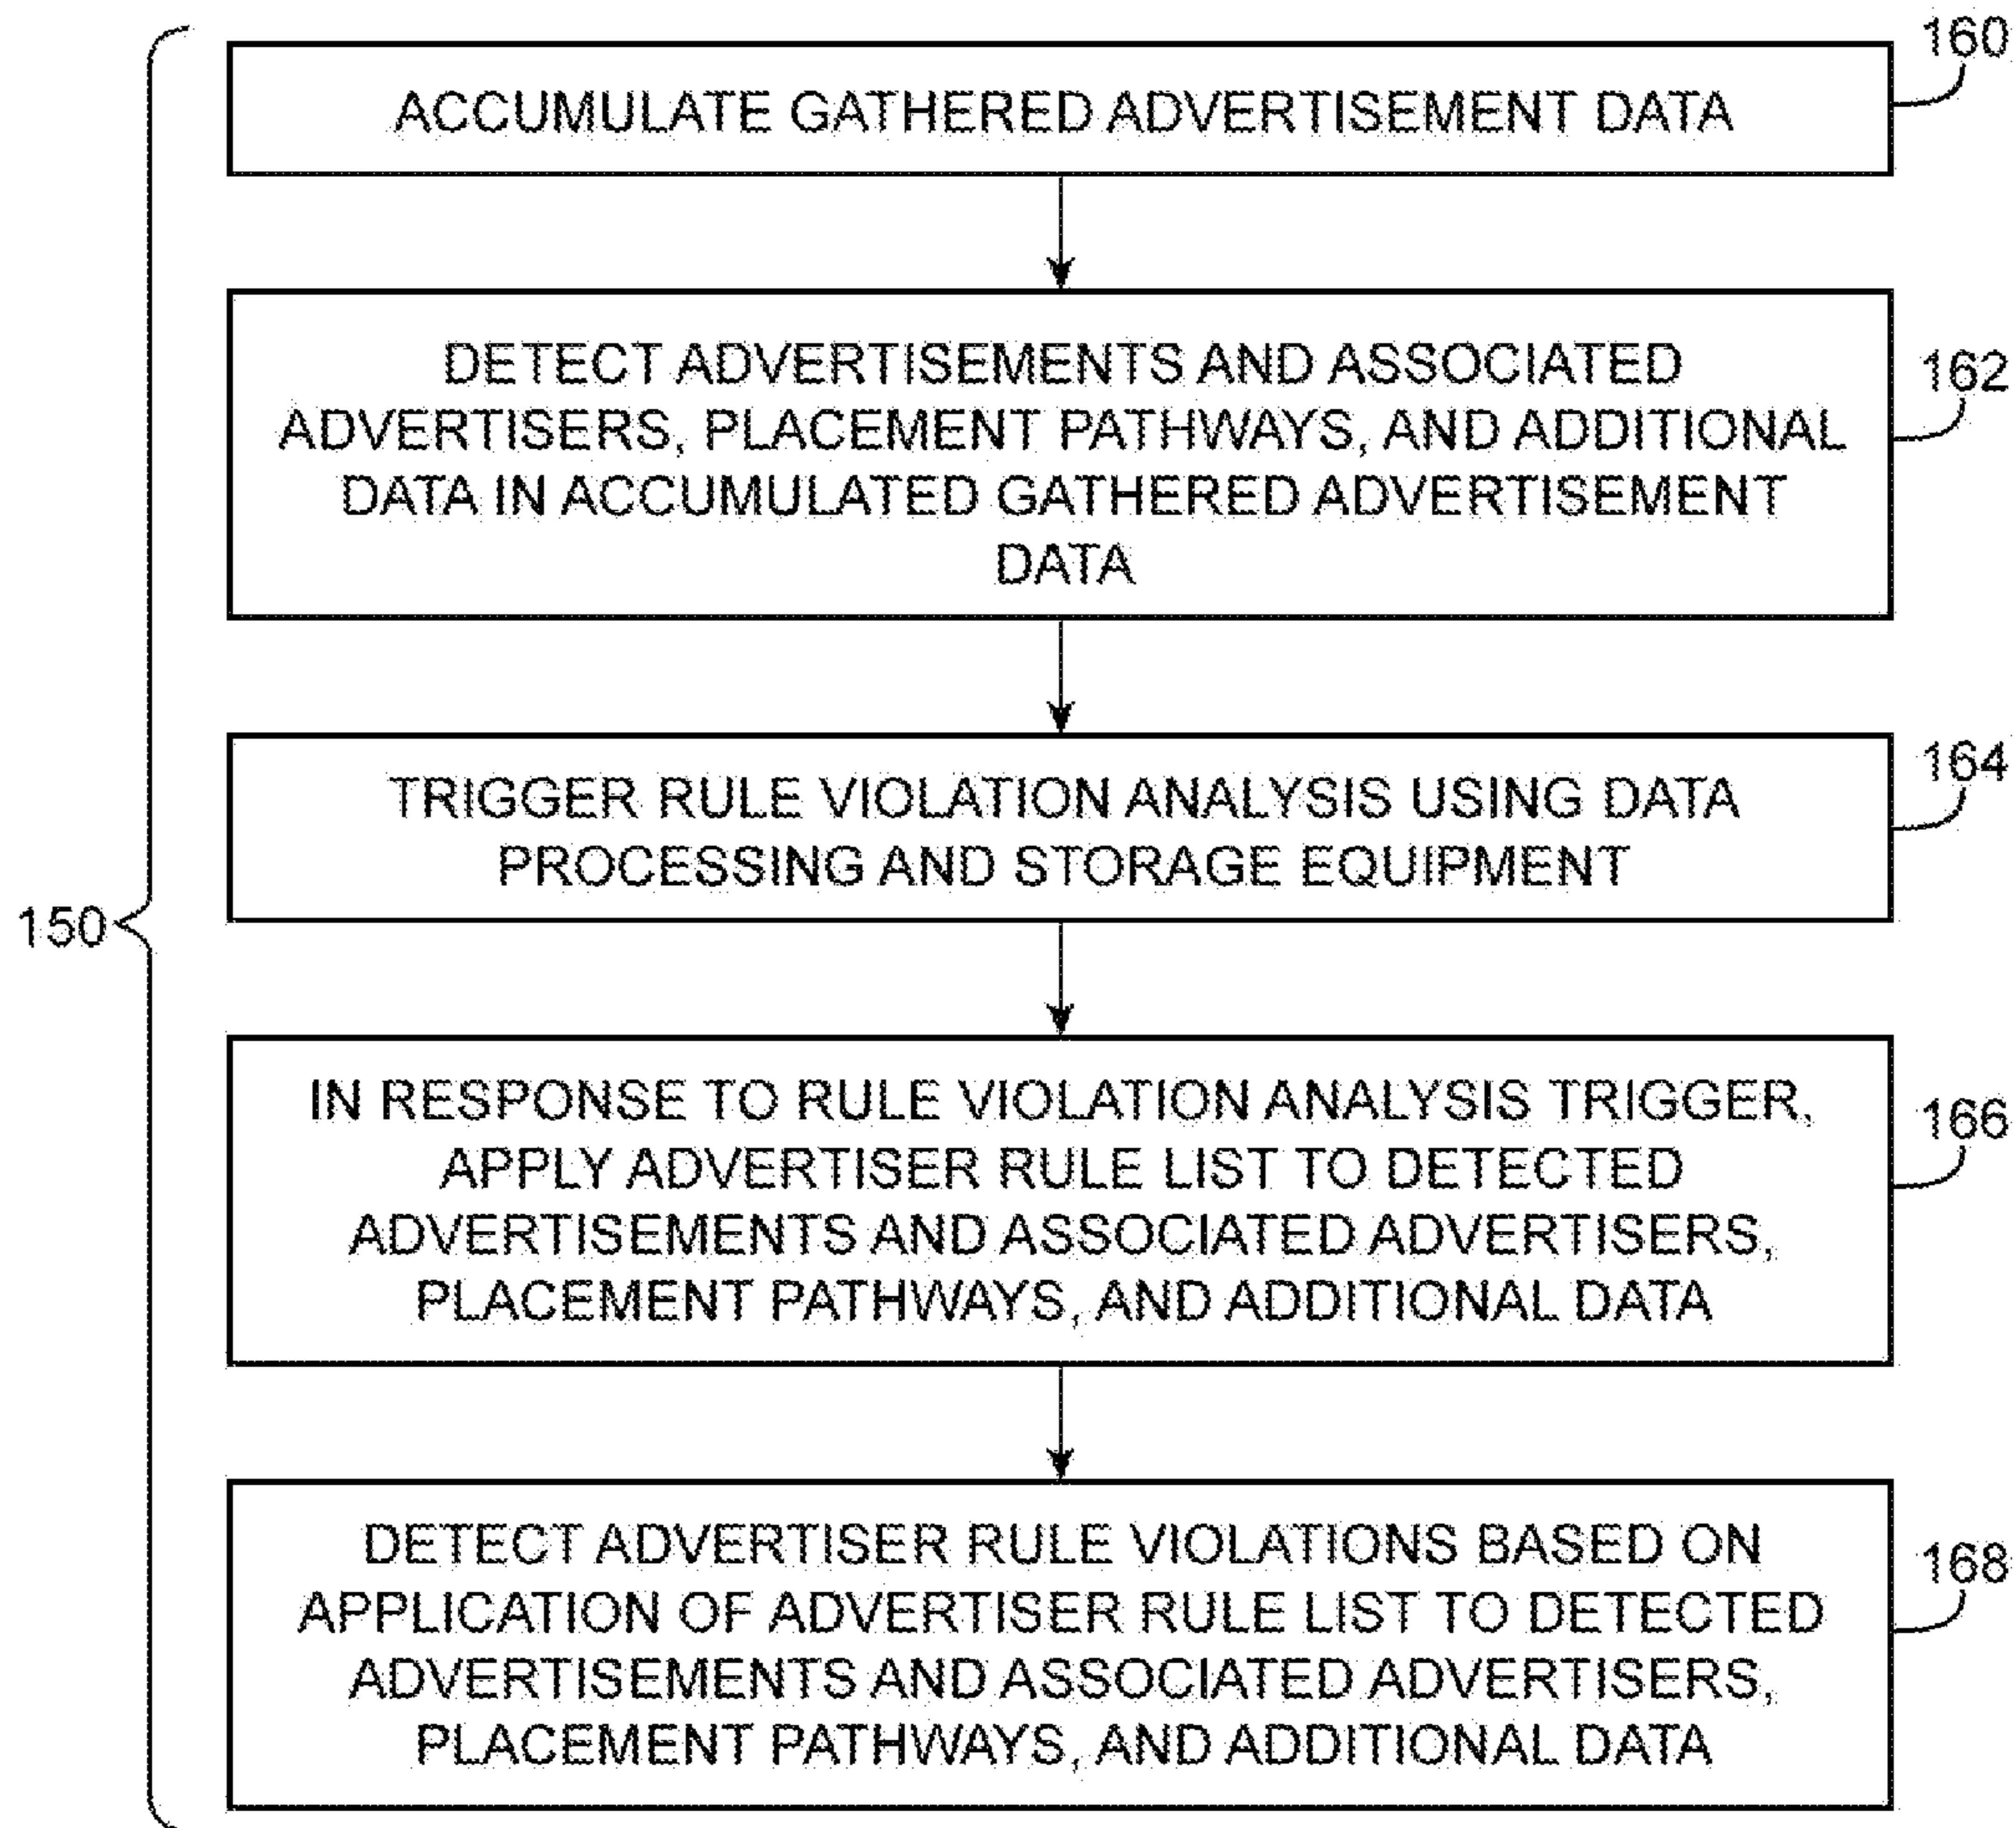 160
ACCUMULATE GATHERED ADVERTISEMENT DATA
162
DETECT ADVERTISEMENTS AND ASSOCIATED
ADVERTISERS, PLACEMENT PATHWAYS, AND ADDITIONAL
DATA IN ACCUMULATED GATHERED ADVERTISEMENT
DATA
164
TRIGGER RULE VIOLATION ANALYSIS USING DATA
PROCESSING AND STORAGE EQUIPMENT
150
166
IN RESPONSE TO RULE VIOLATION ANALYSIS TRIGGER,
APPLY ADVERTISER RULE LIST TO DETECTED
ADVERTISEMENTS AND ASSOCIATED ADVERTISERS,
PLACEMENT PATHWAYS, AND ADDITIONAL DATA
168
DETECT ADVERTISER RULE VIOLATIONS BASED ON
APPLICATION OF ADVERTISER RULE LIST TO DETECTED
ADVERTISEMENTS AND ASSOCIATED ADVERTISERS,
PLACEMENT PATHWAYS, AND ADDITIONAL DATA